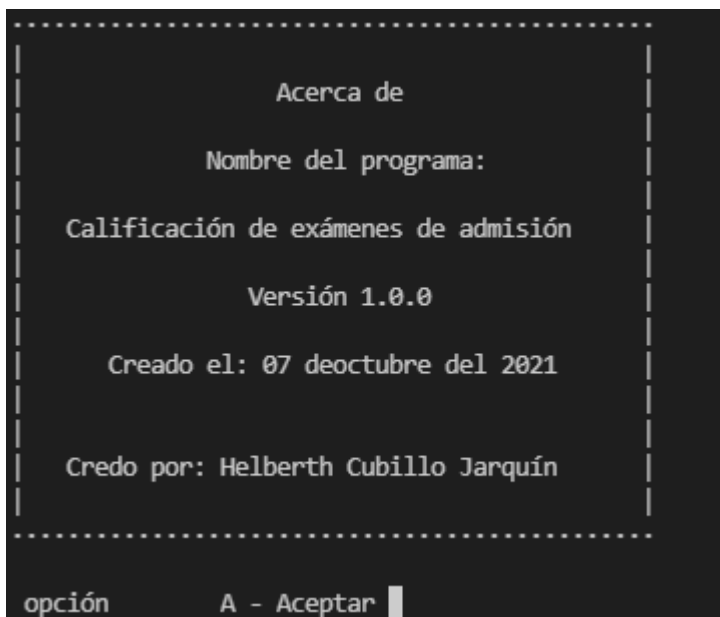 Acerca de
Nombre del programa:
Calificación de exámenes de admisión
Versión 1.0.0
Creado el: 07 deoctubre del 2021
Credo por: Helberth Cubillo Jarquín
opción A - Aceptar